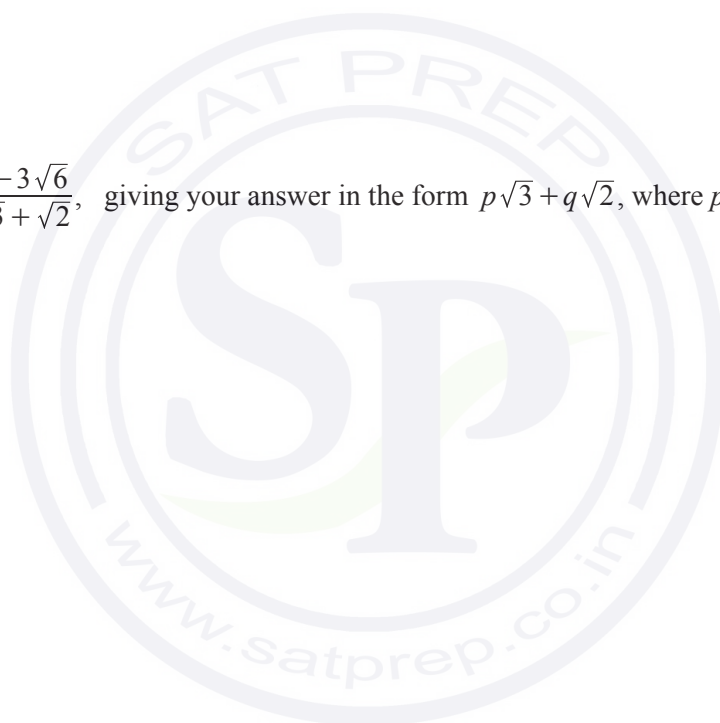 SAT PREP
−3√6
+ √2, giving your answer in the form p√3 + q√2, where p
SP
www.satprep.co.in